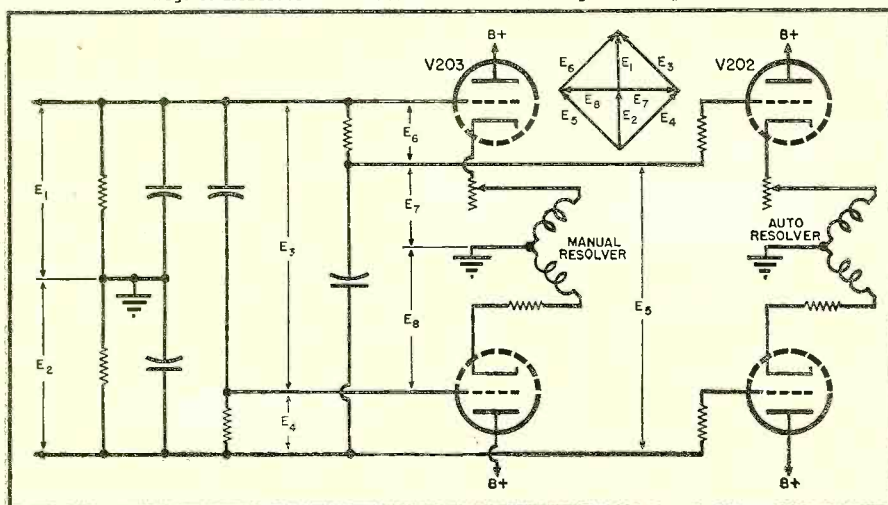 B+
B+
V203
V202
E1
E6
E3
E8
E7
E5
E2
E4
E6
E1
E7
E3
MANUAL
RESOLVER
AUTO
RESOLVER
E8
E5
E2
E4
B+
B+